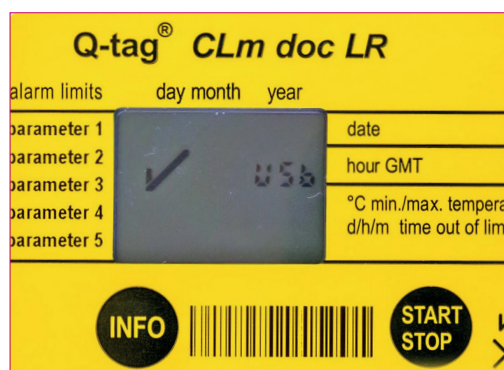 Q-tag® CLm doc LR
alarm limits day month year
parameter 1
parameter 2
parameter 3
parameter 4
parameter 5
✓ USb
date
hour GMT
°C min./max. tempera
d/h/m time out of lim
INFO
START
STOP